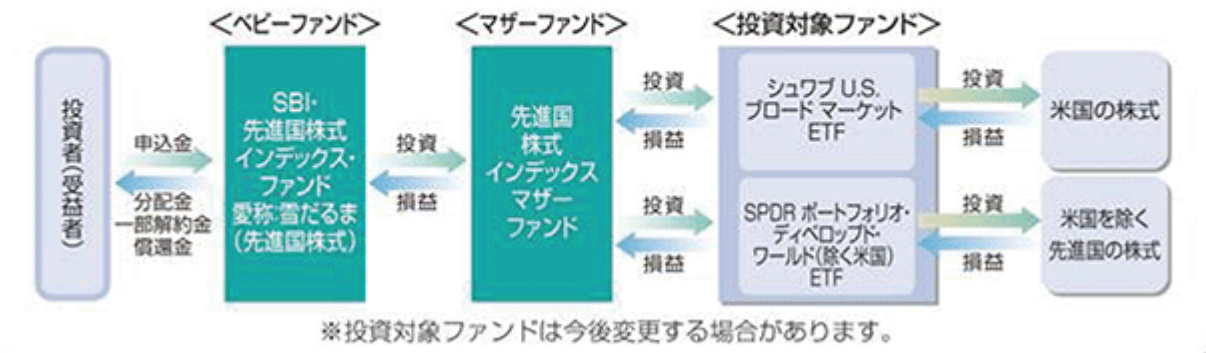 <ベビーファンド>
<マザーファンド>
<投資対象ファンド>
投資者(受益者)
申込金
分配金
一部解約金
償還金
SBI・
先進国株式
インデックス・
ファンド
愛称:雪だるま
(先進国株式)
投資
損益
先進国
株式
インデックス
マザー
ファンド
投資
損益
投資
損益
シュワブ U.S.
ブロード マーケット
ETF
SPDR ポートフォリオ・
ディベロップド・
ワールド(除く米国)
ETF
投資
損益
投資
損益
米国の株式
米国を除く
先進国の株式
※投資対象ファンドは今後変更する場合があります。